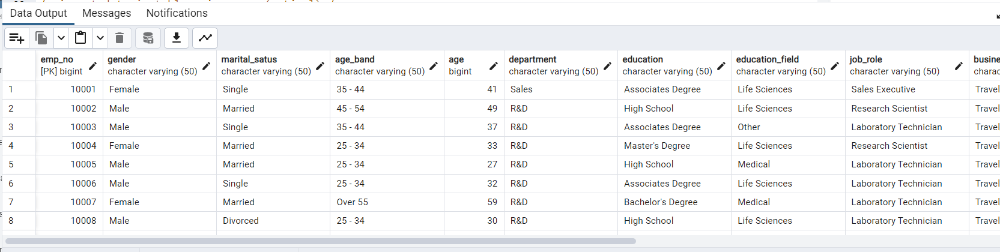 Data Output Messages Notifications
emp_no gender marital_satus age_band age department education education_field job_role busine
[PK] bigint character varying (50) character varying (50) character varying (50) bigint character varying (50) character varying (50) character varying (50) character varying (50) charac
1 10001 Female Single 35 - 44 41 Sales Associates Degree Life Sciences Sales Executive Travel
2 10002 Male Married 45 - 54 49 R&D High School Life Sciences Research Scientist Travel
3 10003 Male Single 35 - 44 37 R&D Associates Degree Other Laboratory Technician Travel
4 10004 Female Married 25 - 34 33 R&D Master's Degree Life Sciences Research Scientist Travel
5 10005 Male Married 25 - 34 27 R&D High School Medical Laboratory Technician Travel
6 10006 Male Single 25 - 34 32 R&D Associates Degree Life Sciences Laboratory Technician Travel
7 10007 Female Married Over 55 59 R&D Bachelor's Degree Medical Laboratory Technician Travel
8 10008 Male Divorced 25 - 34 30 R&D High School Life Sciences Laboratory Technician Travel